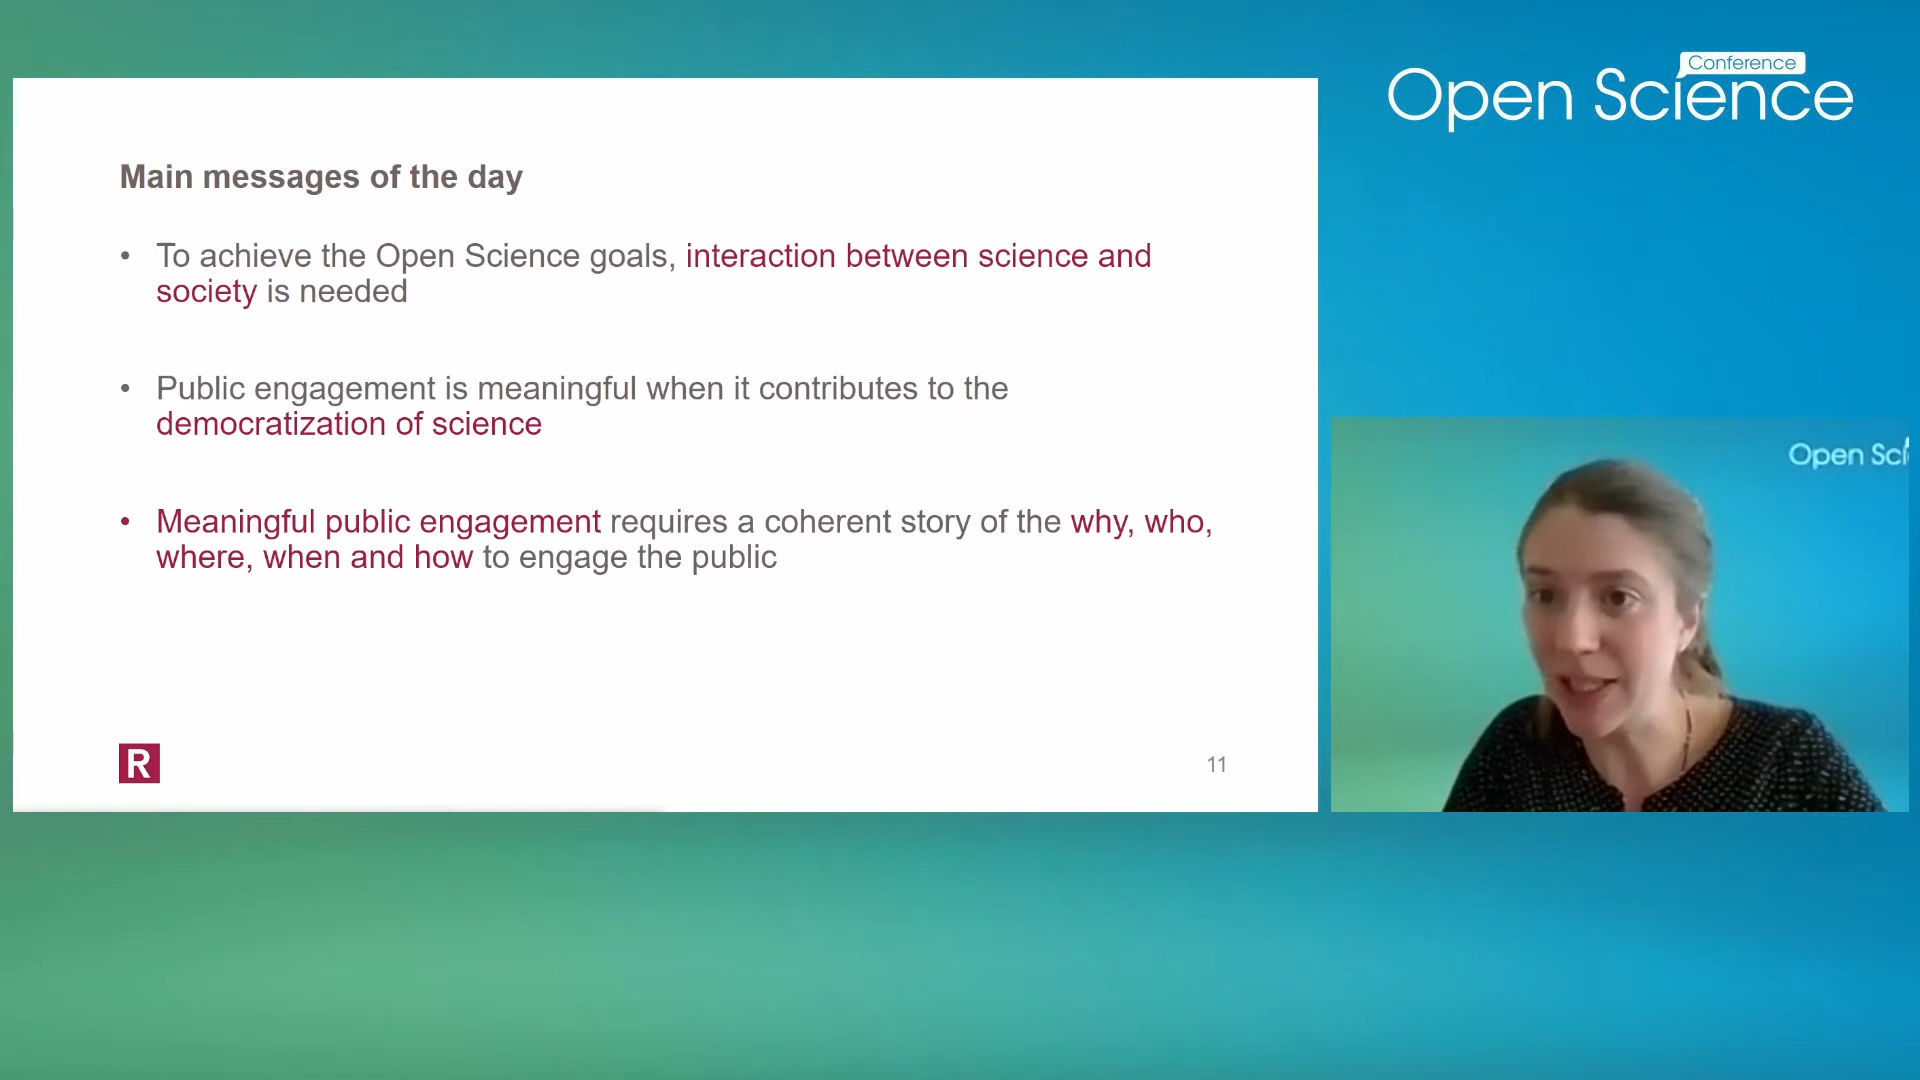 Conference
Open Science
Main messages of the day
• To achieve the Open Science goals, interaction between science and
society is needed
• Public engagement is meaningful when it contributes to the
democratization of science
• Meaningful public engagement requires a coherent story of the why, who,
where, when and how to engage the public
R
11
Open Sci